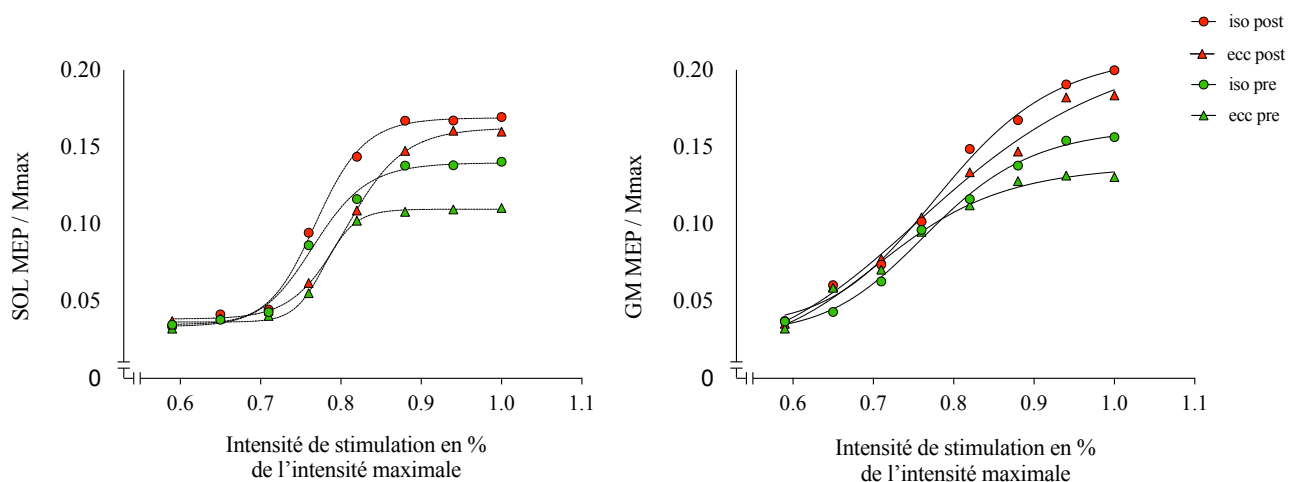 iso post
ecc post
iso pre
ecc pre
SOL MEP / Mmax
0.20
0.15
0.10
0.05
0
0.6 0.7 0.8 0.9 1.0 1.1
Intensité de stimulation en %
de l’intensité maximale
GM MEP / Mmax
0.20
0.15
0.10
0.05
0
0.6 0.7 0.8 0.9 1.0 1.1
Intensité de stimulation en %
de l’intensité maximale